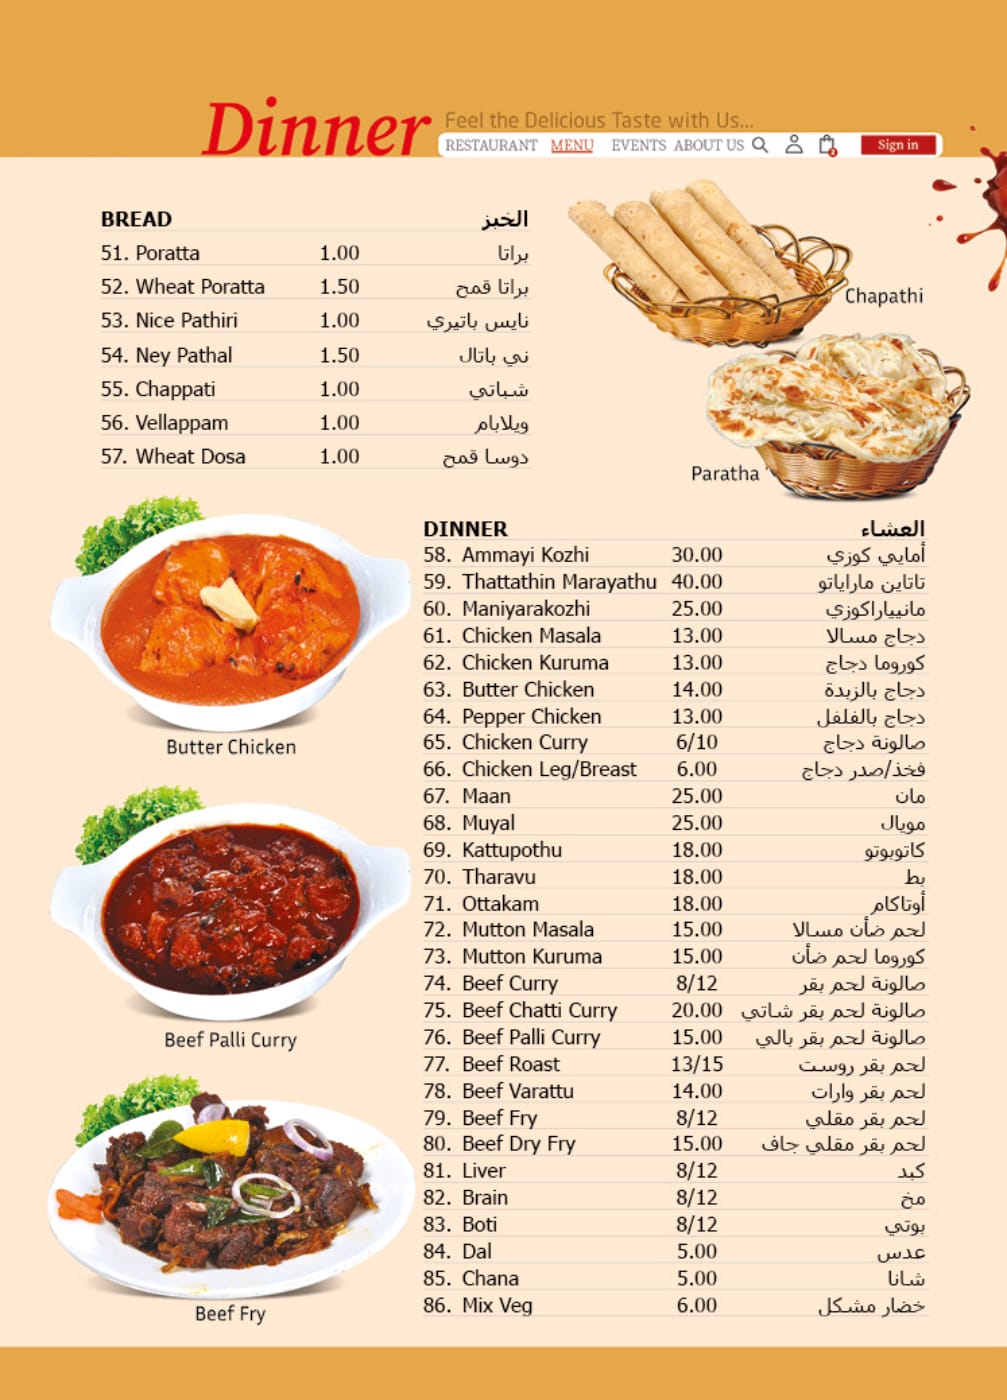 Dinner Feel the Delicious Taste with Us...
RESTAURANT MENU EVENTS ABOUT US 2 Sign in
BREAD الخبز
51. Poratta 1.00 براتا
52. Wheat Poratta 1.50 براتا قمح
53. Nice Pathiri 1.00 نايس باتيري
54. Ney Pathal 1.50 ني باتال
55. Chappati 1.00 شباتي
56. Vellappam 1.00 ويلابام
57. Wheat Dosa 1.00 دوسا قمح
Chapathi
Paratha
DINNER العشاء
58. Ammayi Kozhi 30.00 أمايي كوزي
59. Thattathin Marayathu 40.00 تاتاين ماراياتو
60. Maniyarakozhi 25.00 مانيياراكوزي
61. Chicken Masala 13.00 دجاج مسالا
62. Chicken Kuruma 13.00 كوروما دجاج
63. Butter Chicken 14.00 دجاج بالزبدة
64. Pepper Chicken 13.00 دجاج بالفلفل
65. Chicken Curry 6/10 صالونة دجاج
66. Chicken Leg/Breast 6.00 فخذ/صدر دجاج
67. Maan 25.00 مان
68. Muyal 25.00 مويال
69. Kattupothu 18.00 كاتوبوتو
70. Tharavu 18.00 بط
71. Ottakam 18.00 أوتاكام
72. Mutton Masala 15.00 لحم ضأن مسالا
73. Mutton Kuruma 15.00 كوروما لحم ضأن
74. Beef Curry 8/12 صالونة لحم بقر
75. Beef Chatti Curry 20.00 صالونة لحم بقر شاتي
76. Beef Palli Curry 15.00 صالونة لحم بقر بالي
77. Beef Roast 13/15 لحم بقر روست
78. Beef Varattu 14.00 لحم بقر وارات
79. Beef Fry 8/12 لحم بقر مقلي
80. Beef Dry Fry 15.00 لحم بقر مقلي جاف
81. Liver 8/12 كبد
82. Brain 8/12 مخ
83. Boti 8/12 بوتي
84. Dal 5.00 عدس
85. Chana 5.00 شانا
86. Mix Veg 6.00 خضار مشكل
Butter Chicken
Beef Palli Curry
Beef Fry